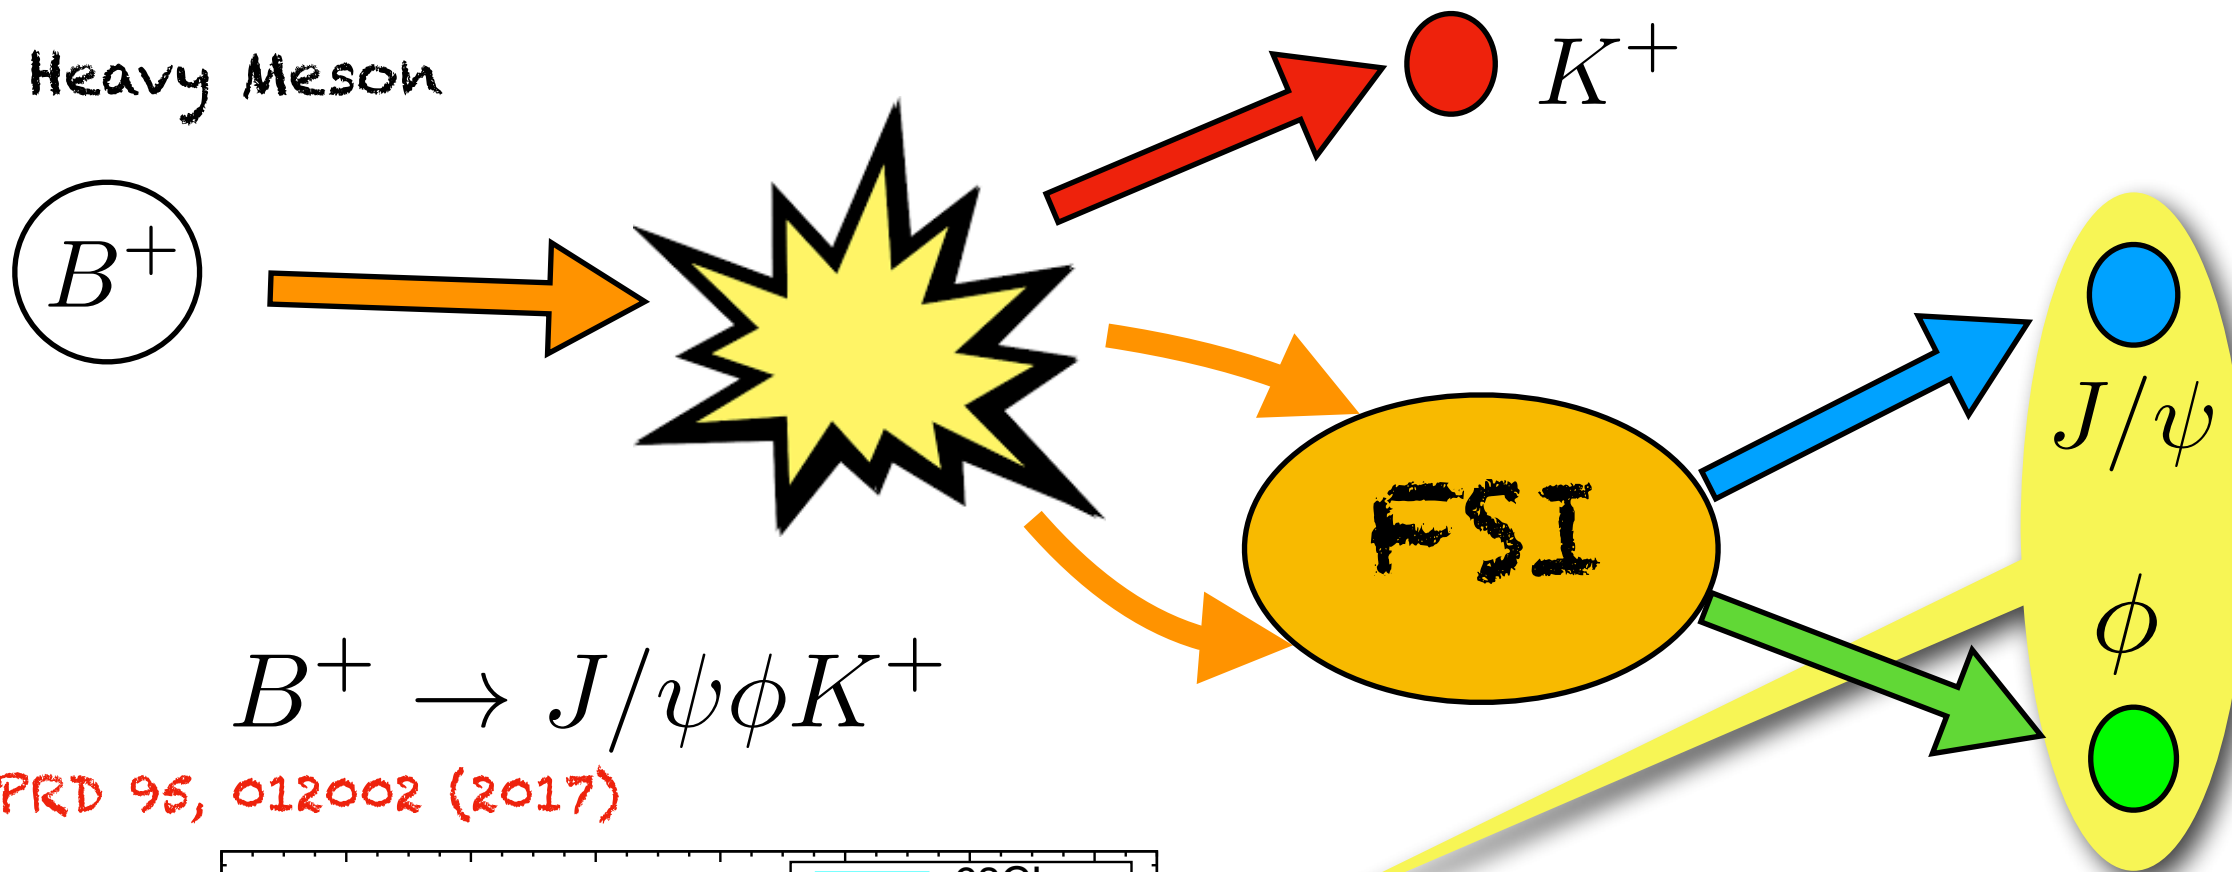 Heavy Meson
K⁺
B⁺
J/ψ
FSI
ϕ
B⁺ → J/ψϕK⁺
PRD 95, 012002 (2017)